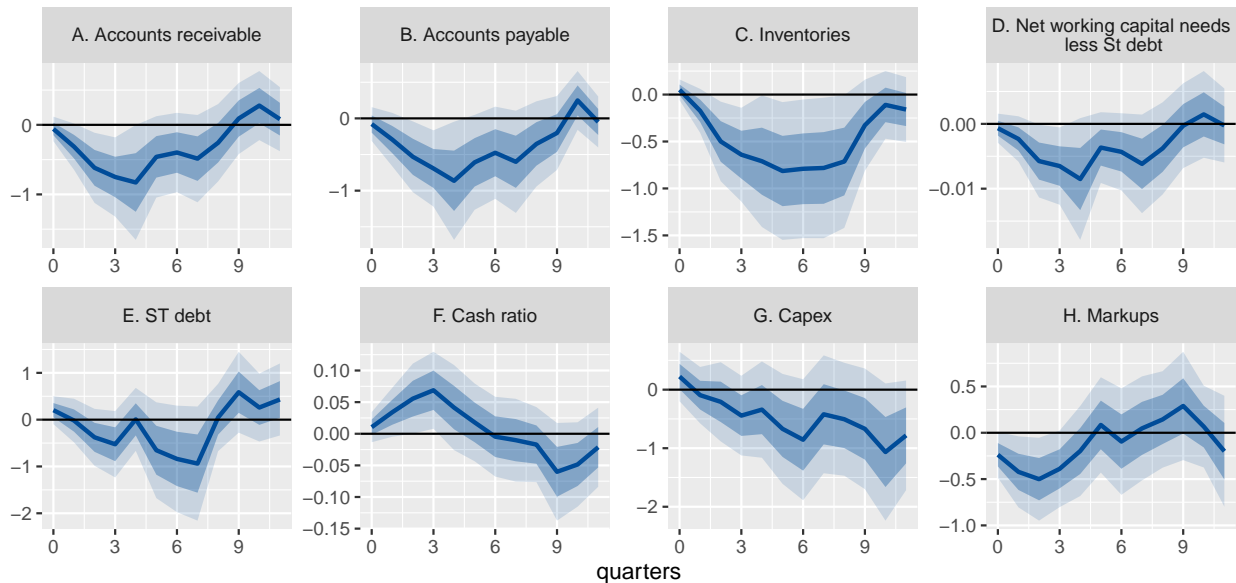 A. Accounts receivable
B. Accounts payable
C. Inventories
D. Net working capital needs
less St debt
0
−1
0 3 6 9
0
−1
0 3 6 9
0.0
−0.5
−1.0
−1.5
0 3 6 9
0.00
−0.01
0 3 6 9
E. ST debt
F. Cash ratio
G. Capex
H. Markups
1
0
−1
−2
0 3 6 9
0.10
0.05
0.00
−0.05
−0.10
−0.15
0 3 6 9
0
−1
−2
0 3 6 9
0.5
0.0
−0.5
−1.0
0 3 6 9
quarters